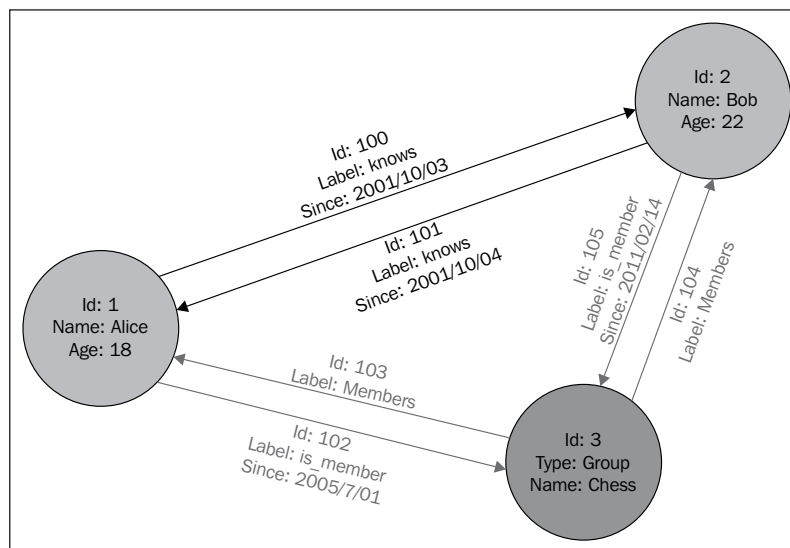 Id: 2
Name: Bob
Age: 22
Id: 100
Label: knows
Since: 2001/10/03
Id: 101
Label: knows
Since: 2001/10/04
Id: 105
Label: is_member
Since: 2011/02/14
Id: 104
Label: Members
Id: 1
Name: Alice
Age: 18
Id: 103
Label: Members
Id: 102
Label: is_member
Since: 2005/7/01
Id: 3
Type: Group
Name: Chess